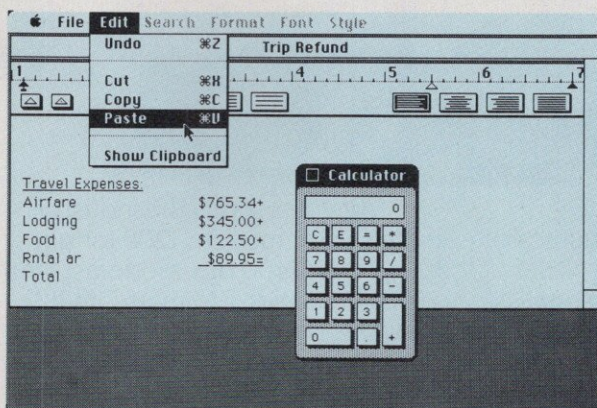 File Edit Search Format Font Style
Undo ⌘Z
Trip Refund
Cut ⌘X
Copy ⌘C
Paste ⌘V
Show Clipboard
1 4 5 6 7
Travel Expenses:
Airfare $765.34+
Lodging $345.00+
Food $122.50+
Rntal ar $89.95=
Total
Calculator
0
C E = *
7 8 9 /
4 5 6 -
1 2 3
0 . +